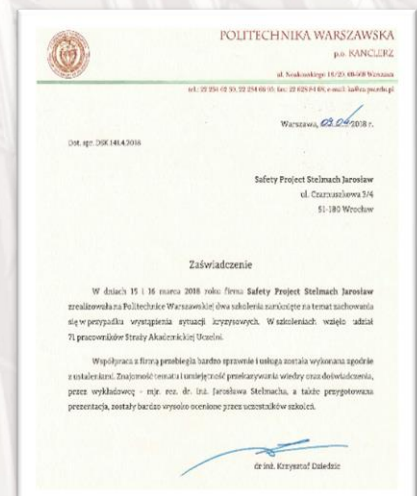 POLITECHNIKA WARSZAWSKA
p.o. KANCLERZ
Warszawa, 09.04 2018 r.
Safety Project Stelmach Jarosław
ul. Czarnuszkowa 3/4
51-180 Wrocław
Zaświadczenie
W dniach 15 i 16 marca 2018 roku firma Safety Project Stelmach Jarosław
zrealizowała na Politechnice Warszawskiej dwa szkolenia zamknięte na temat zachowania
się w przypadku wystąpienia sytuacji kryzysowych. W szkoleniach wzięło udział
71 pracowników Straży Akademickiej Uczelni.
Współpraca z firmą przebiegła bardzo sprawnie i usługa została wykonana zgodnie
z ustaleniami. Znajomość tematu i umiejętność przekazywania wiedzy oraz doświadczenia,
przez wykładowcę - mjr. rez. dr. inż. Jarosława Stelmacha, a także przygotowana
prezentacja, zostały bardzo wysoko ocenione przez uczestników szkoleń.
dr inż. Krzysztof Dziedzic